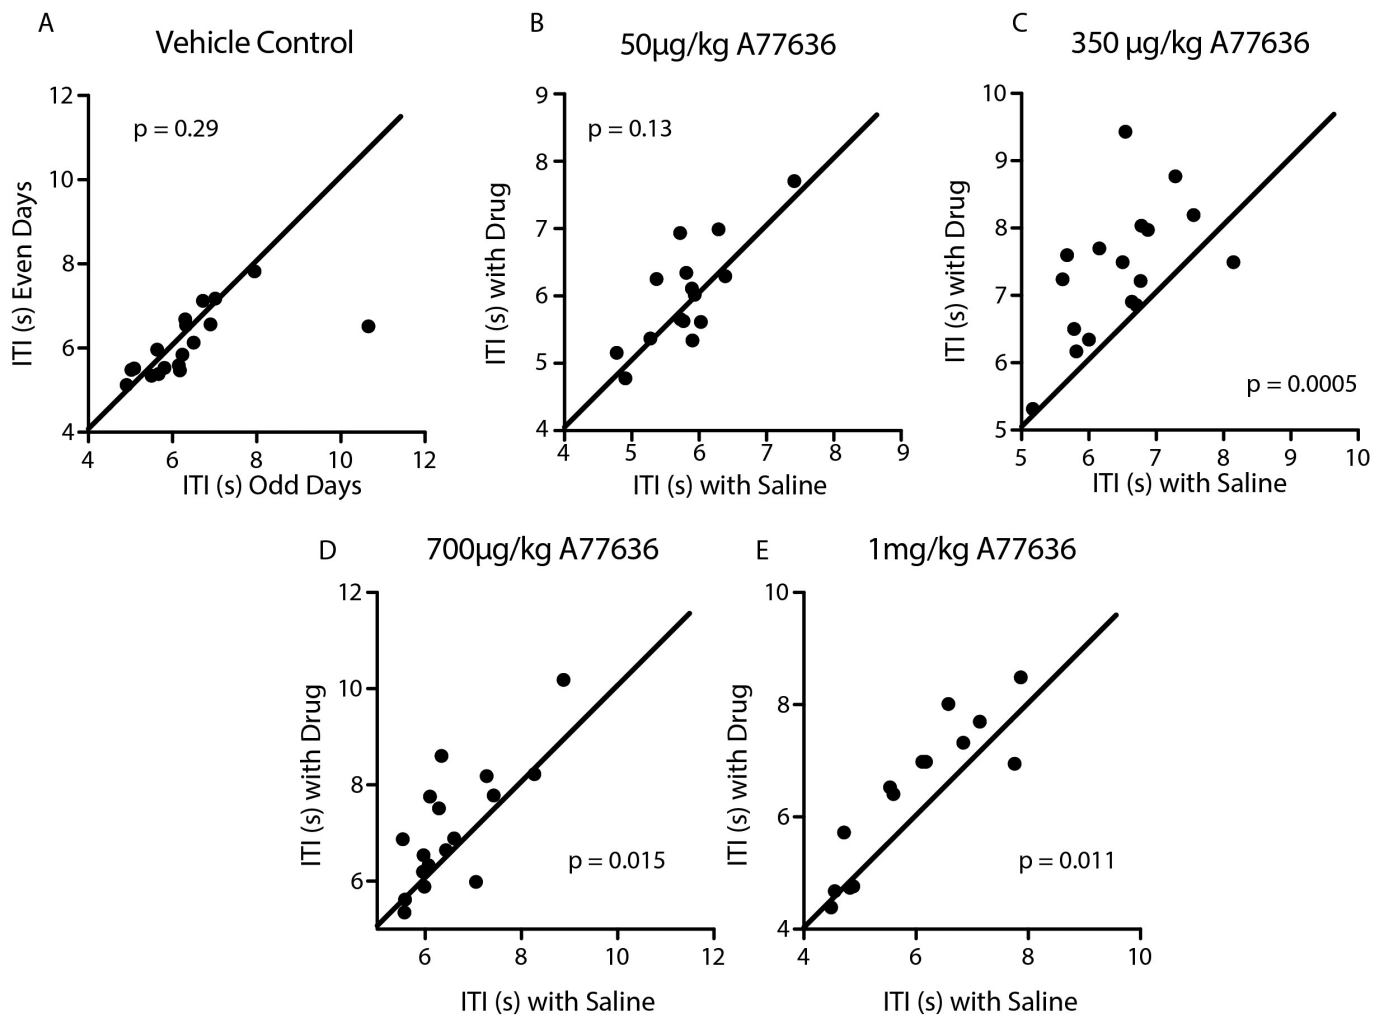 A
Vehicle Control
12
10
8
6
4
p = 0.29
ITI (s) Even Days
4 6 8 10 12
ITI (s) Odd Days
B
50µg/kg A77636
9
8
7
6
5
4
p = 0.13
ITI (s) with Drug
4 5 6 7 8 9
ITI (s) with Saline
C
350 µg/kg A77636
10
9
8
7
6
5
ITI (s) with Drug
p = 0.0005
5 6 7 8 9 10
ITI (s) with Saline
D
700µg/kg A77636
12
10
8
6
ITI (s) with Drug
p = 0.015
6 8 10 12
ITI (s) with Saline
E
1mg/kg A77636
10
8
6
4
ITI (s) with Drug
p = 0.011
4 6 8 10
ITI (s) with Saline